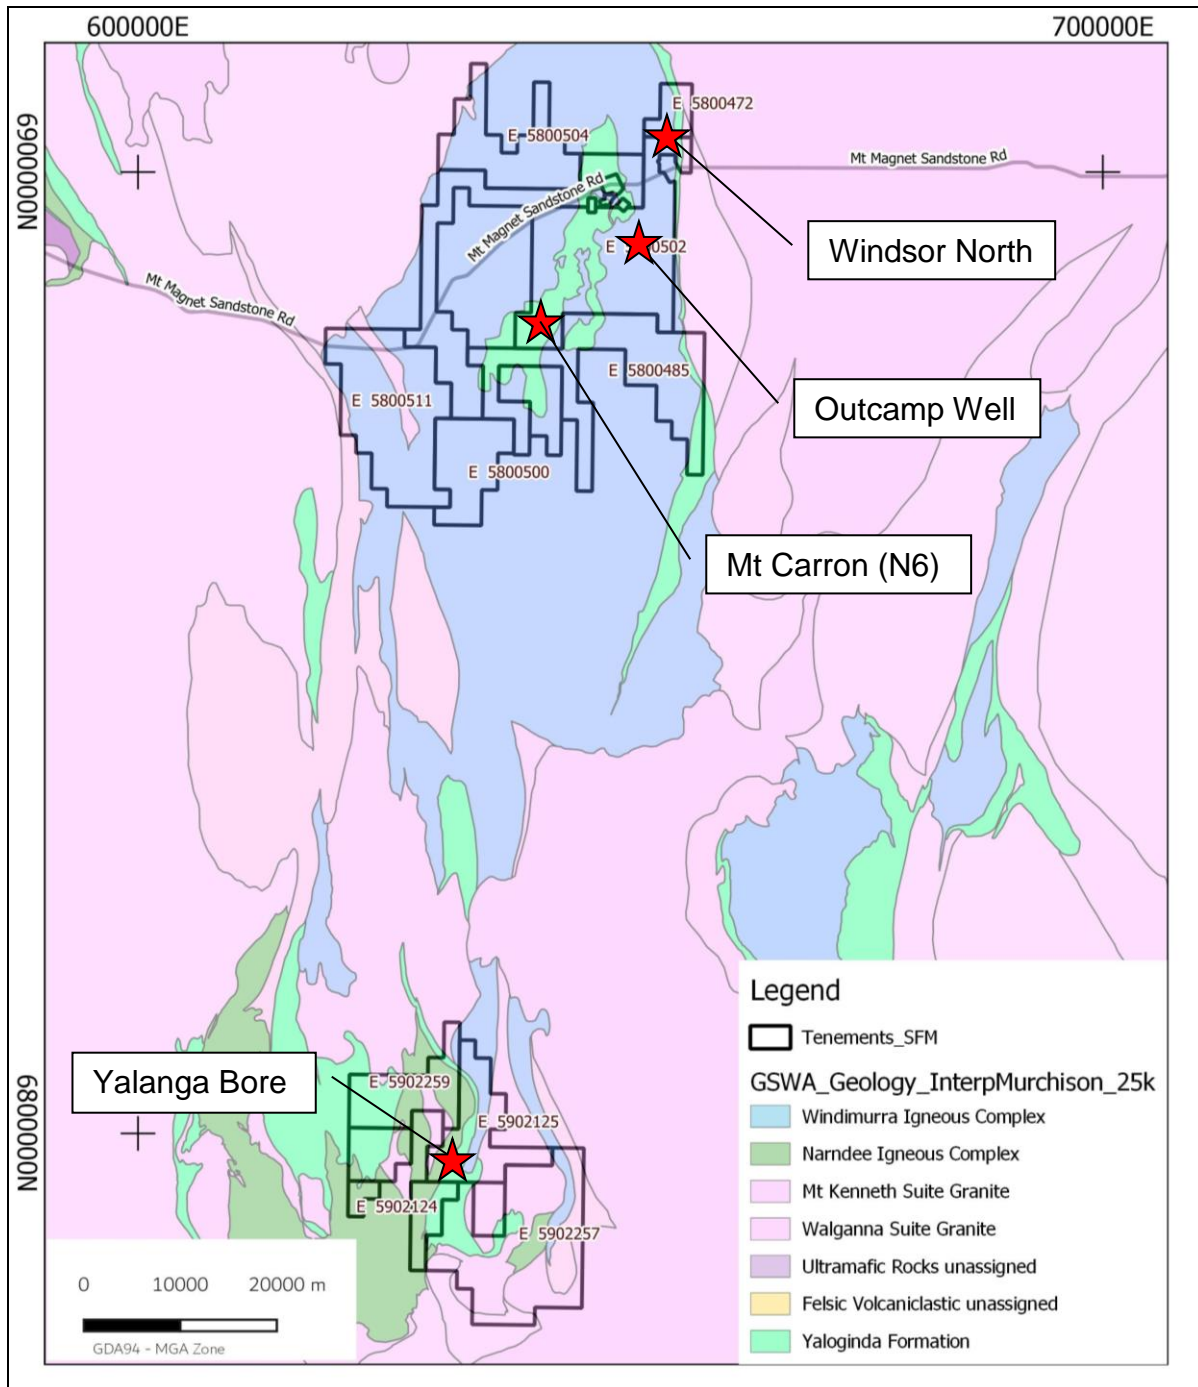 600000E
700000E
N000069
E 5800472
E 5800504
Mt Magnet Sandstone Rd
Mt Magnet Sandstone Rd
Windsor North
E 0502
Mt Magnet Sandstone Rd
E 5800485
E 5800511
Outcamp Well
E 5800500
Mt Carron (N6)
Yalanga Bore
E 5902259
E 5902125
N000089
E 5902124
E 5902257
0 10000 20000 m
GDA94 - MGA Zone
Legend
Tenements_SFM
GSWA_Geology_InterpMurchison_25k
Windimurra Igneous Complex
Narndee Igneous Complex
Mt Kenneth Suite Granite
Walganna Suite Granite
Ultramafic Rocks unassigned
Felsic Volcaniclastic unassigned
Yaloginda Formation